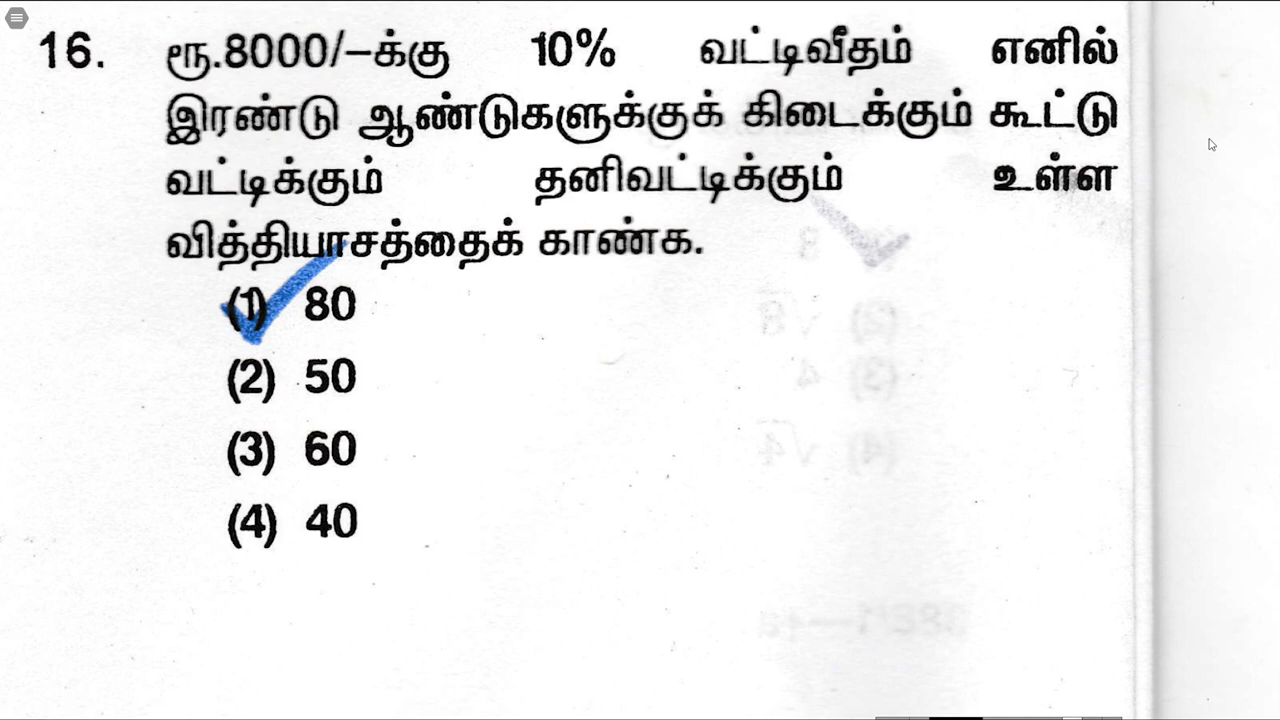 16. ரூ.8000/–க்கு 10% வட்டிவீதம் எனில்
இரண்டு ஆண்டுகளுக்குக் கிடைக்கும் கூட்டு
வட்டிக்கும் தனிவட்டிக்கும் உள்ள
வித்தியாசத்தைக் காண்க.
(1) 80
(2) 50
(3) 60
(4) 40